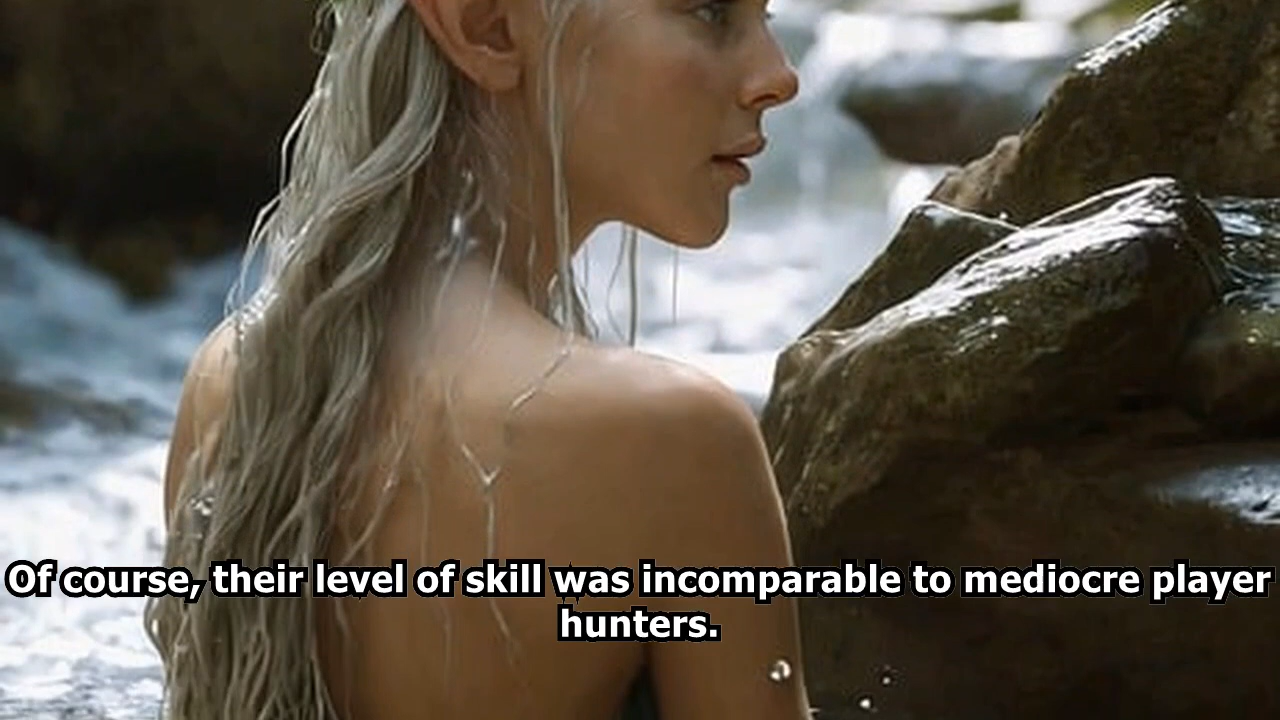 Of course, their level of skill was incomparable to mediocre player
hunters.